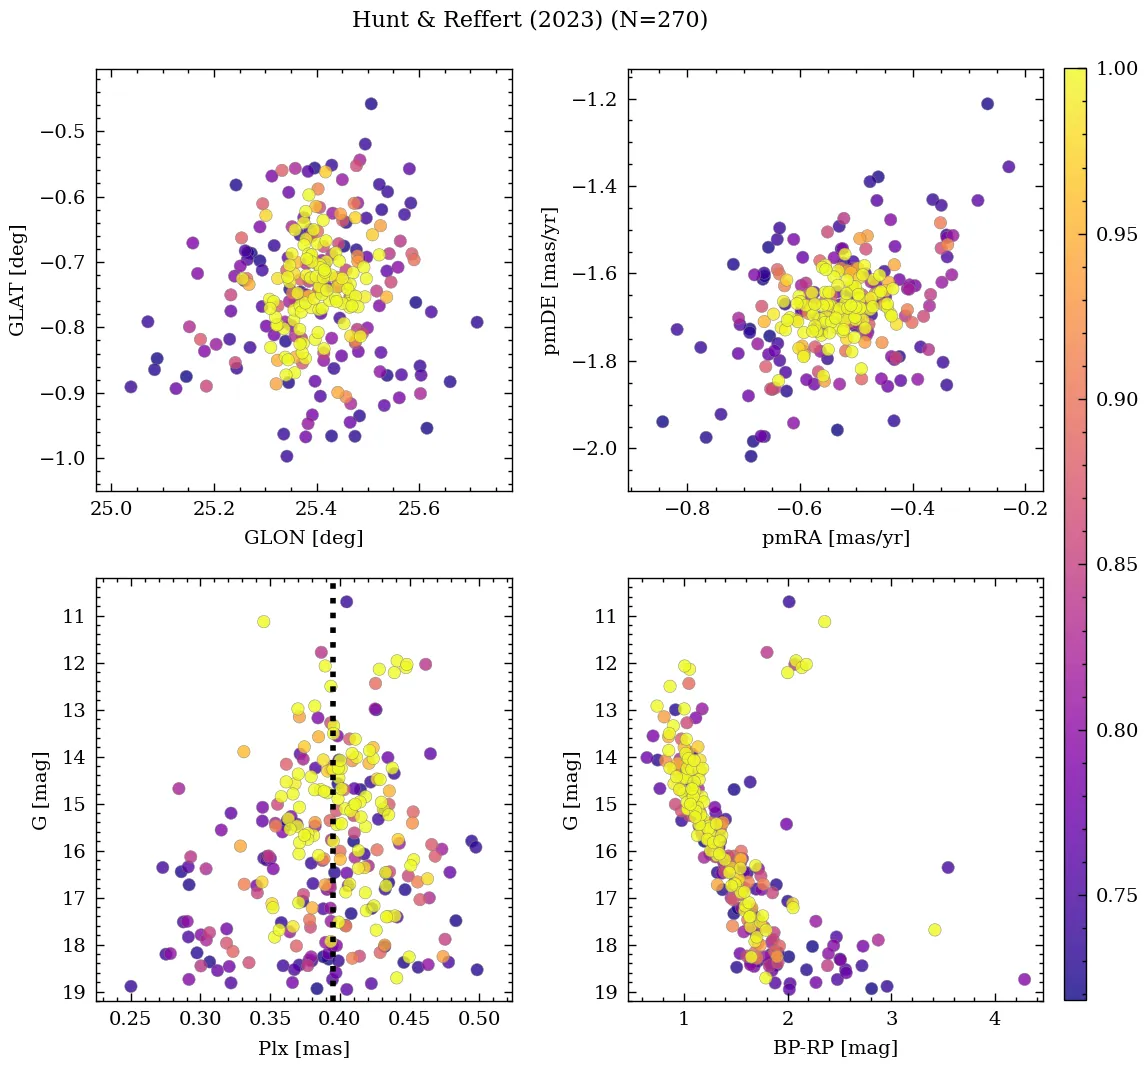 Hunt & Reffert (2023) (N=270)
−0.5
−0.6
−0.7
−0.8
−0.9
−1.0
GLAT [deg]
25.0 25.2 25.4 25.6
GLON [deg]
−1.2
−1.4
−1.6
−1.8
−2.0
pmDE [mas/yr]
−0.8 −0.6 −0.4 −0.2
pmRA [mas/yr]
1.00
0.95
0.90
0.85
0.80
0.75
11
12
13
14
15
16
17
18
19
G [mag]
0.25 0.30 0.35 0.40 0.45 0.50
Plx [mas]
11
12
13
14
15
16
17
18
19
G [mag]
1 2 3 4
BP-RP [mag]